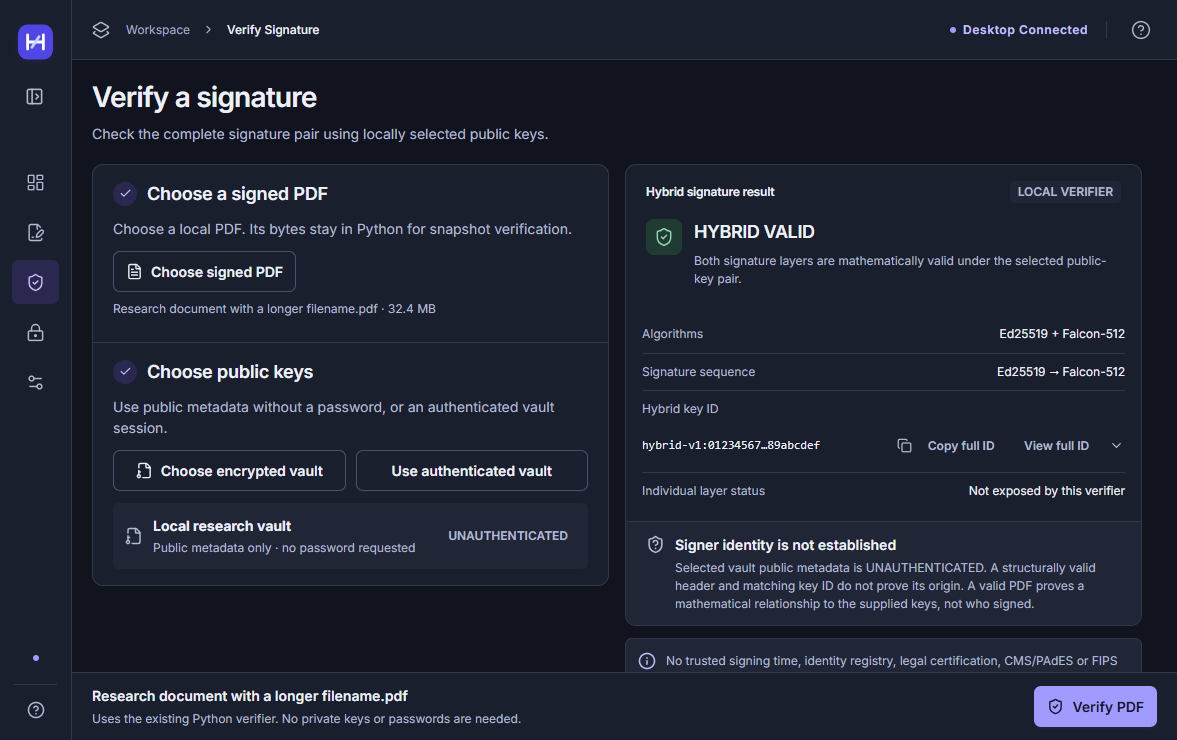 Workspace > Verify Signature
Desktop Connected
Verify a signature
Check the complete signature pair using locally selected public keys.
Choose a signed PDF
Choose a local PDF. Its bytes stay in Python for snapshot verification.
Choose signed PDF
Research document with a longer filename.pdf · 32.4 MB
Choose public keys
Use public metadata without a password, or an authenticated vault
session.
Choose encrypted vault
Use authenticated vault
Local research vault
Public metadata only · no password requested
UNAUTHENTICATED
Hybrid signature result
LOCAL VERIFIER
HYBRID VALID
Both signature layers are mathematically valid under the selected public-
key pair.
Algorithms
Ed25519 + Falcon-512
Signature sequence
Ed25519 → Falcon-512
Hybrid key ID
hybrid-v1:01234567…89abcdef
Copy full ID
View full ID
Individual layer status
Not exposed by this verifier
Signer identity is not established
Selected vault public metadata is UNAUTHENTICATED. A structurally valid
header and matching key ID do not prove its origin. A valid PDF proves a
mathematical relationship to the supplied keys, not who signed.
No trusted signing time, identity registry, legal certification, CMS/PAdES or FIPS
Research document with a longer filename.pdf
Uses the existing Python verifier. No private keys or passwords are needed.
Verify PDF